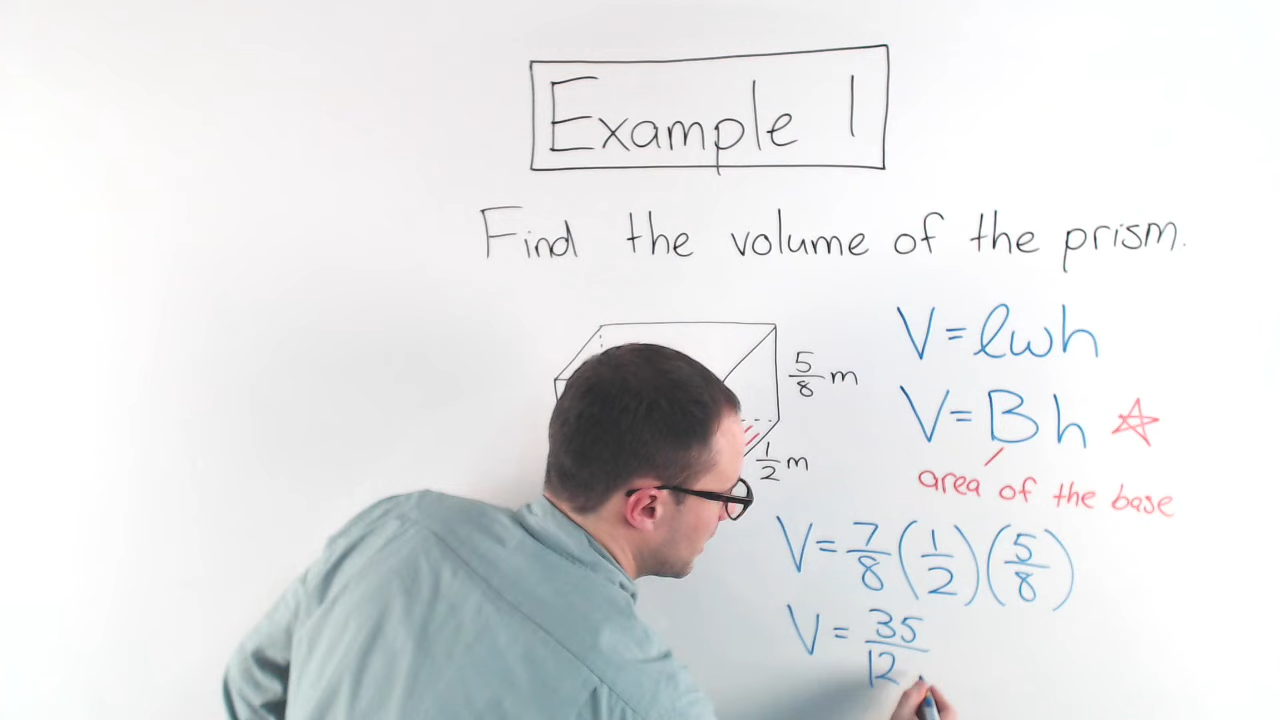 Example 1
Find the volume of the prism.
5/8 m
1/2 m
V = lwh
V = Bh ☆
area of the base
V = 7/8 (1/2) (5/8)
V = 35/12